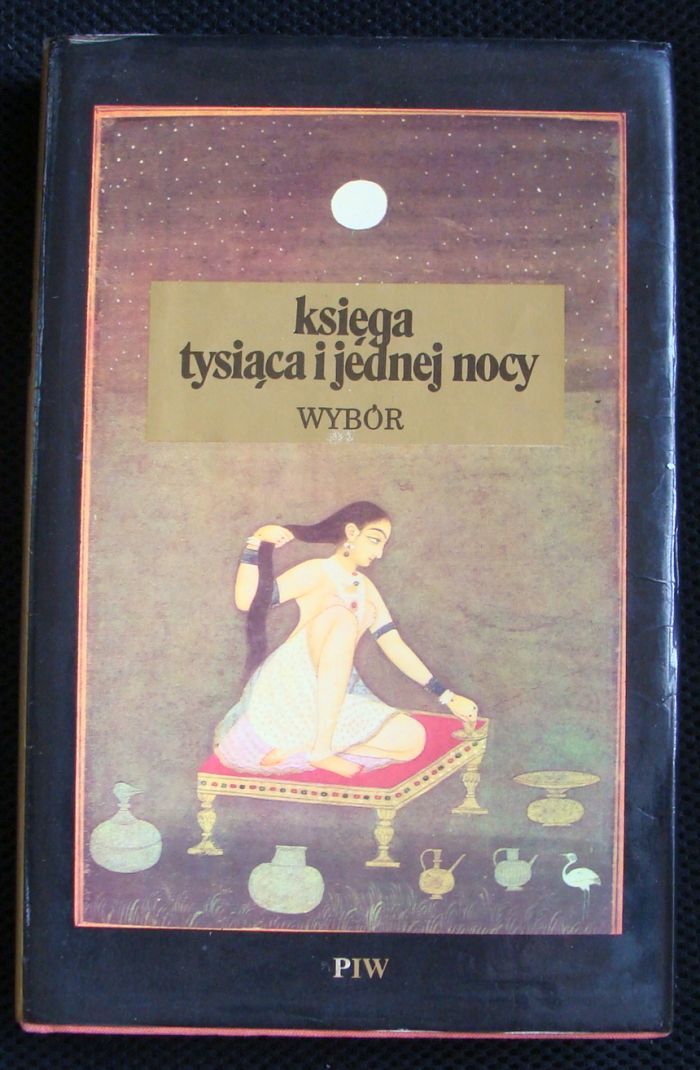 księga
tysiąca i jednej nocy
WYBÓR
PIW